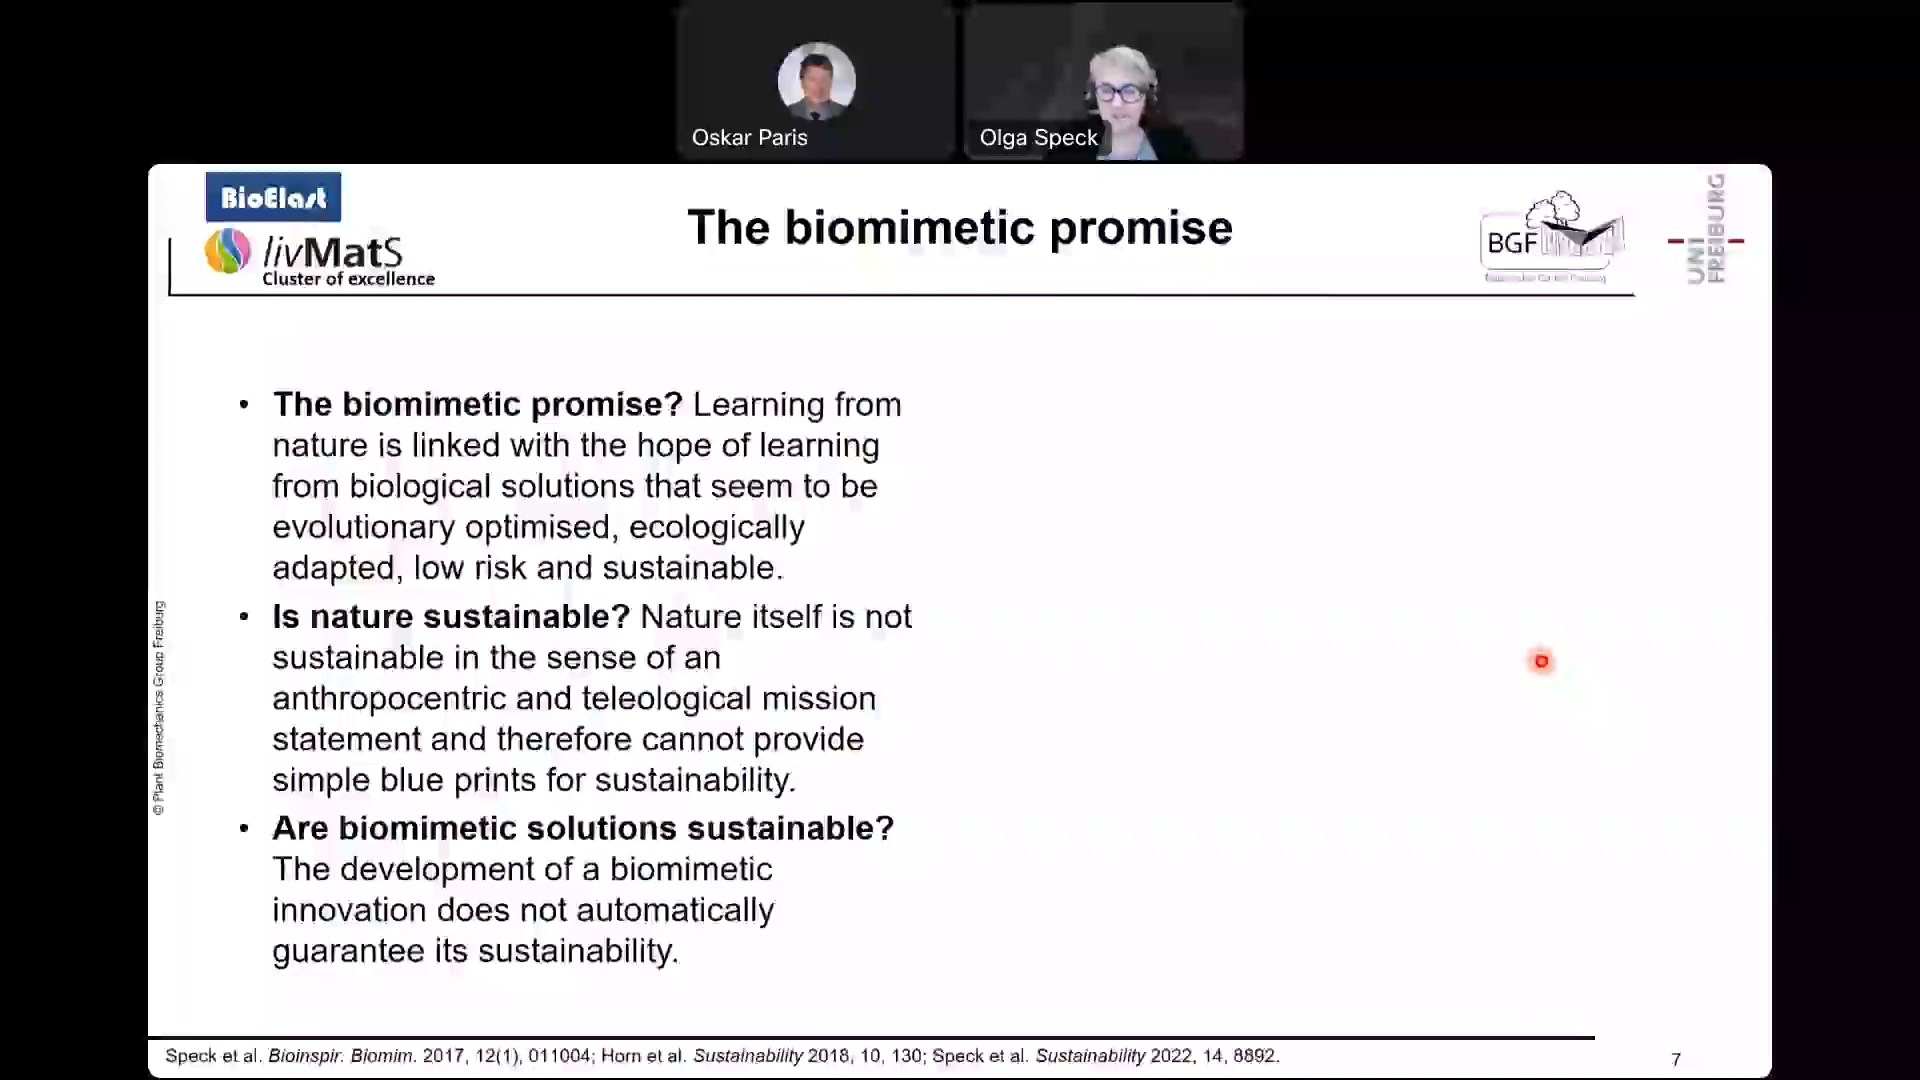 Oskar Paris
Olga Speck
BioElast
livMatS
Cluster of excellence
The biomimetic promise
BGF
UNI
FREIBURG
• The biomimetic promise? Learning from
nature is linked with the hope of learning
from biological solutions that seem to be
evolutionary optimised, ecologically
adapted, low risk and sustainable.
• Is nature sustainable? Nature itself is not
sustainable in the sense of an
anthropocentric and teleological mission
statement and therefore cannot provide
simple blue prints for sustainability.
• Are biomimetic solutions sustainable?
The development of a biomimetic
innovation does not automatically
guarantee its sustainability.
© Plant Biomechanics Group Freiburg
Speck et al. Bioinspir. Biomim. 2017, 12(1), 011004; Horn et al. Sustainability 2018, 10, 130; Speck et al. Sustainability 2022, 14, 8892.
7